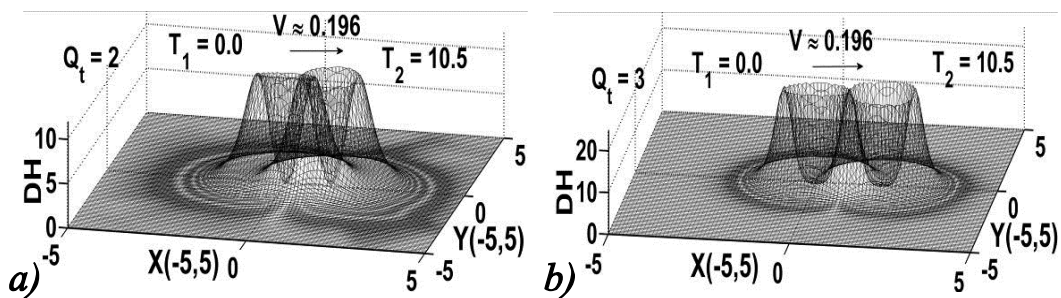 V ≈ 0.196
Q_t = 2
T_1 = 0.0
T_2 = 10.5
10
5
0
DH
-5
X(-5,5)
0
5
-5
Y(-5,5)
0
5
a)
V ≈ 0.196
Q_t = 3
T_1 = 0.0
T_2 = 10.5
20
10
0
DH
-5
X(-5,5)
0
5
-5
Y(-5,5)
0
5
b)